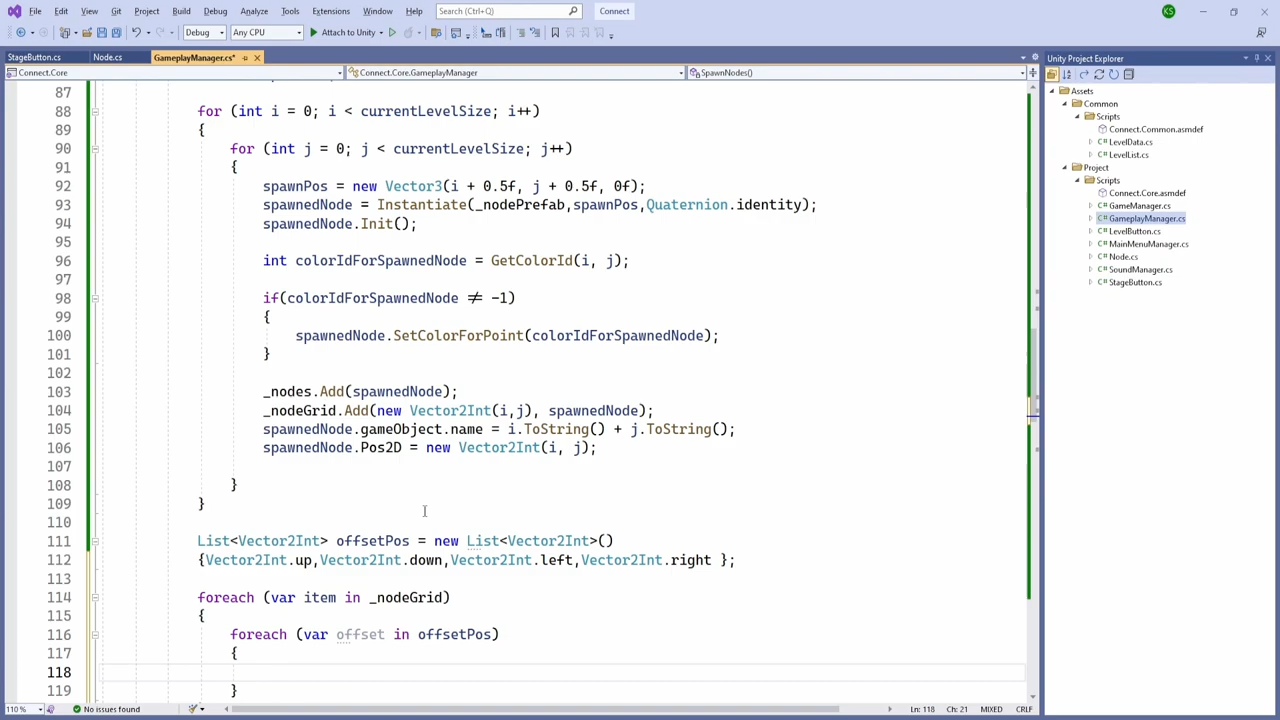 File Edit View Git Project Build Debug Analyze Tools Extensions Window Help Search (Ctrl+Q) Connect KS
Debug Any CPU Attach to Unity
StageButton.cs Node.cs GameplayManager.cs*
Connect.Core Connect.Core.GameplayManager SpawnNodes()
87
88 for (int i = 0; i < currentLevelSize; i++)
89 {
90 for (int j = 0; j < currentLevelSize; j++)
91 {
92 spawnPos = new Vector3(i + 0.5f, j + 0.5f, 0f);
93 spawnedNode = Instantiate(_nodePrefab,spawnPos,Quaternion.identity);
94 spawnedNode.Init();
95
96 int colorIdForSpawnedNode = GetColorId(i, j);
97
98 if(colorIdForSpawnedNode ≠ -1)
99 {
100 spawnedNode.SetColorForPoint(colorIdForSpawnedNode);
101 }
102
103 _nodes.Add(spawnedNode);
104 _nodeGrid.Add(new Vector2Int(i,j), spawnedNode);
105 spawnedNode.gameObject.name = i.ToString() + j.ToString();
106 spawnedNode.Pos2D = new Vector2Int(i, j);
107
108 }
109 }
110
111 List<Vector2Int> offsetPos = new List<Vector2Int>()
112 {Vector2Int.up,Vector2Int.down,Vector2Int.left,Vector2Int.right };
113
114 foreach (var item in _nodeGrid)
115 {
116 foreach (var offset in offsetPos)
117 {
118
119 }
110 % No issues found Ln: 118 Ch: 21 MIXED CRLF
Unity Project Explorer
Assets
Common
Scripts
Connect.Common.asmdef
C# LevelData.cs
C# LevelList.cs
Project
Scripts
Connect.Core.asmdef
C# GameManager.cs
C# GameplayManager.cs
C# LevelButton.cs
C# MainMenuManager.cs
C# Node.cs
C# SoundManager.cs
C# StageButton.cs